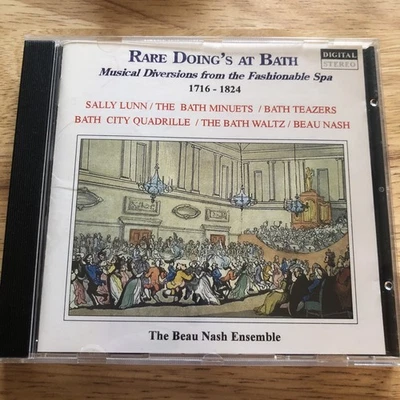 RARE DOING'S AT BATH
Musical Diversions from the Fashionable Spa
1716 - 1824
DIGITAL
STEREO
SALLY LUNN / THE BATH MINUETS / BATH TEAZERS
BATH CITY QUADRILLE / THE BATH WALTZ / BEAU NASH
The Beau Nash Ensemble